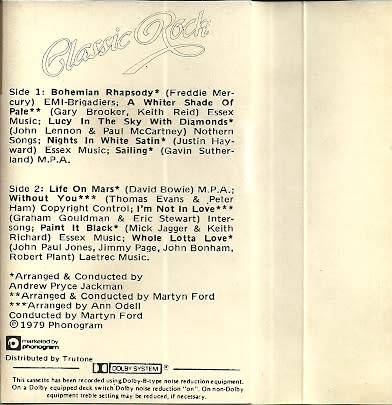 Classic Rock
Side 1: Bohemian Rhapsody* (Freddie Mer-
cury) EMI-Brigadiers; A Whiter Shade Of
Pale** (Gary Brooker, Keith Reid) Essex
Music; Lucy In The Sky With Diamonds*
(John Lennon & Paul McCartney) Nothern
Songs; Nights In White Satin* (Justin Hay-
ward) Essex Music; Sailing* (Gavin Suther-
land) M.P.A.
Side 2: Life On Mars* (David Bowie) M.P.A.;
Without You*** (Thomas Evans & Peter
Ham) Copyright Control; I'm Not In Love***
(Graham Gouldman & Eric Stewart) Inter-
song; Paint It Black* (Mick Jagger & Keith
Richard) Essex Music; Whole Lotta Love*
(John Paul Jones, Jimmy Page, John Bonham,
Robert Plant) Laetrec Music.
*Arranged & Conducted by
Andrew Pryce Jackman
**Arranged & Conducted by Martyn Ford
***Arranged by Ann Odell
Conducted by Martyn Ford
℗1979 Phonogram
marketed by
phonogram
Distributed by Trutone
DOLBY SYSTEM ®
This cassette has been recorded using Dolby-B-type noise reduction equipment.
On a Dolby equipped deck switch Dolby noise reduction "on". On non-Dolby
equipment treble setting may be reduced, if necessary.